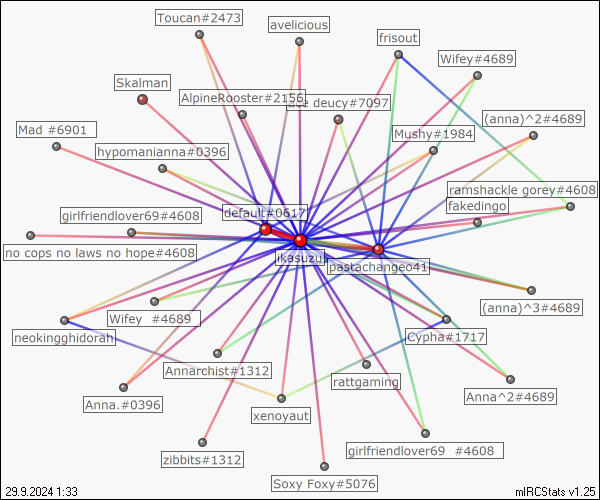 Toucan#2473
avelicious
frisout
Wifey#4689
Skalman
AlpineRooster#2156
deucy#7097
(anna)^2#4689
Mad #6901
Mushy#1984
hypomanianna#0396
ramshackle gorey#4608
fakedingo
girlfriendlover69#4608
default#0617
no cops no laws no hope#4608
ikasuzu
pastachangeo41
(anna)^3#4689
Wifey #4689
neokingghidorah
Cypha#1717
Annarchist#1312
rattgaming
Anna^2#4689
Anna.#0396
xenoyaut
girlfriendlover69 #4608
zibbits#1312
Soxy Foxy#5076
29.9.2024 1:33
mIRCStats v1.25